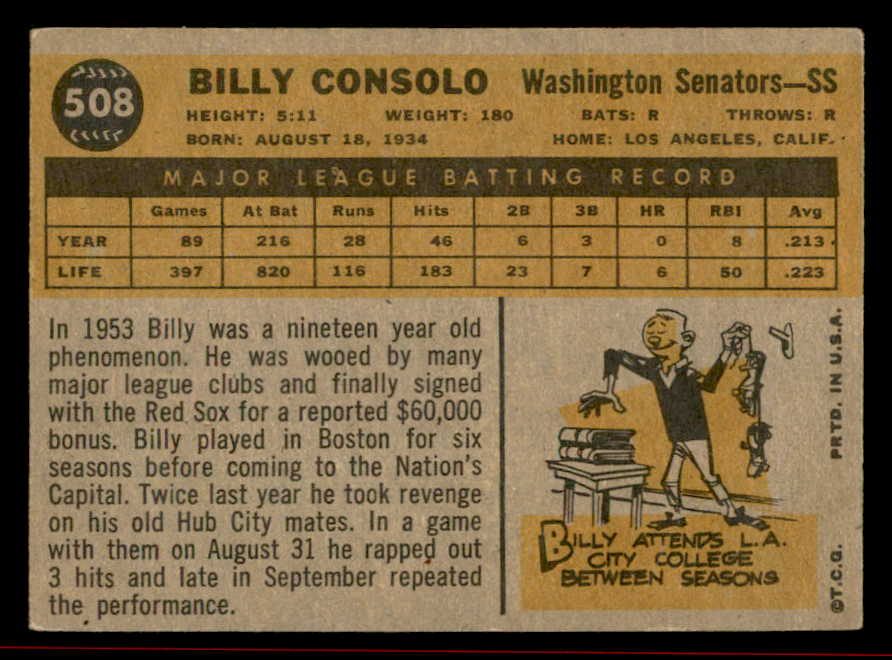 508
BILLY CONSOLO Washington Senators—SS
HEIGHT: 5:11 WEIGHT: 180 BATS: R THROWS: R
BORN: AUGUST 18, 1934 HOME: LOS ANGELES, CALIF.
MAJOR LEAGUE BATTING RECORD
Games At Bat Runs Hits 2B 3B HR RBI Avg
YEAR 89 216 28 46 6 3 0 8 .213
LIFE 397 820 116 183 23 7 6 50 .223
In 1953 Billy was a nineteen year old
phenomenon. He was wooed by many
major league clubs and finally signed
with the Red Sox for a reported $60,000
bonus. Billy played in Boston for six
seasons before coming to the Nation's
Capital. Twice last year he took revenge
on his old Hub City mates. In a game
with them on August 31 he rapped out
3 hits and late in September repeated
the performance.
BILLY ATTENDS L.A.
CITY COLLEGE
BETWEEN SEASONS
©T.C.G. PRTD. IN U.S.A.